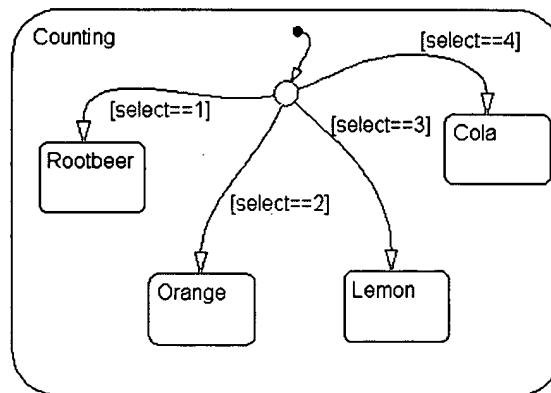 Counting
[select==4]
[select==1]
[select==3]
Cola
Rootbeer
[select==2]
Orange
Lemon